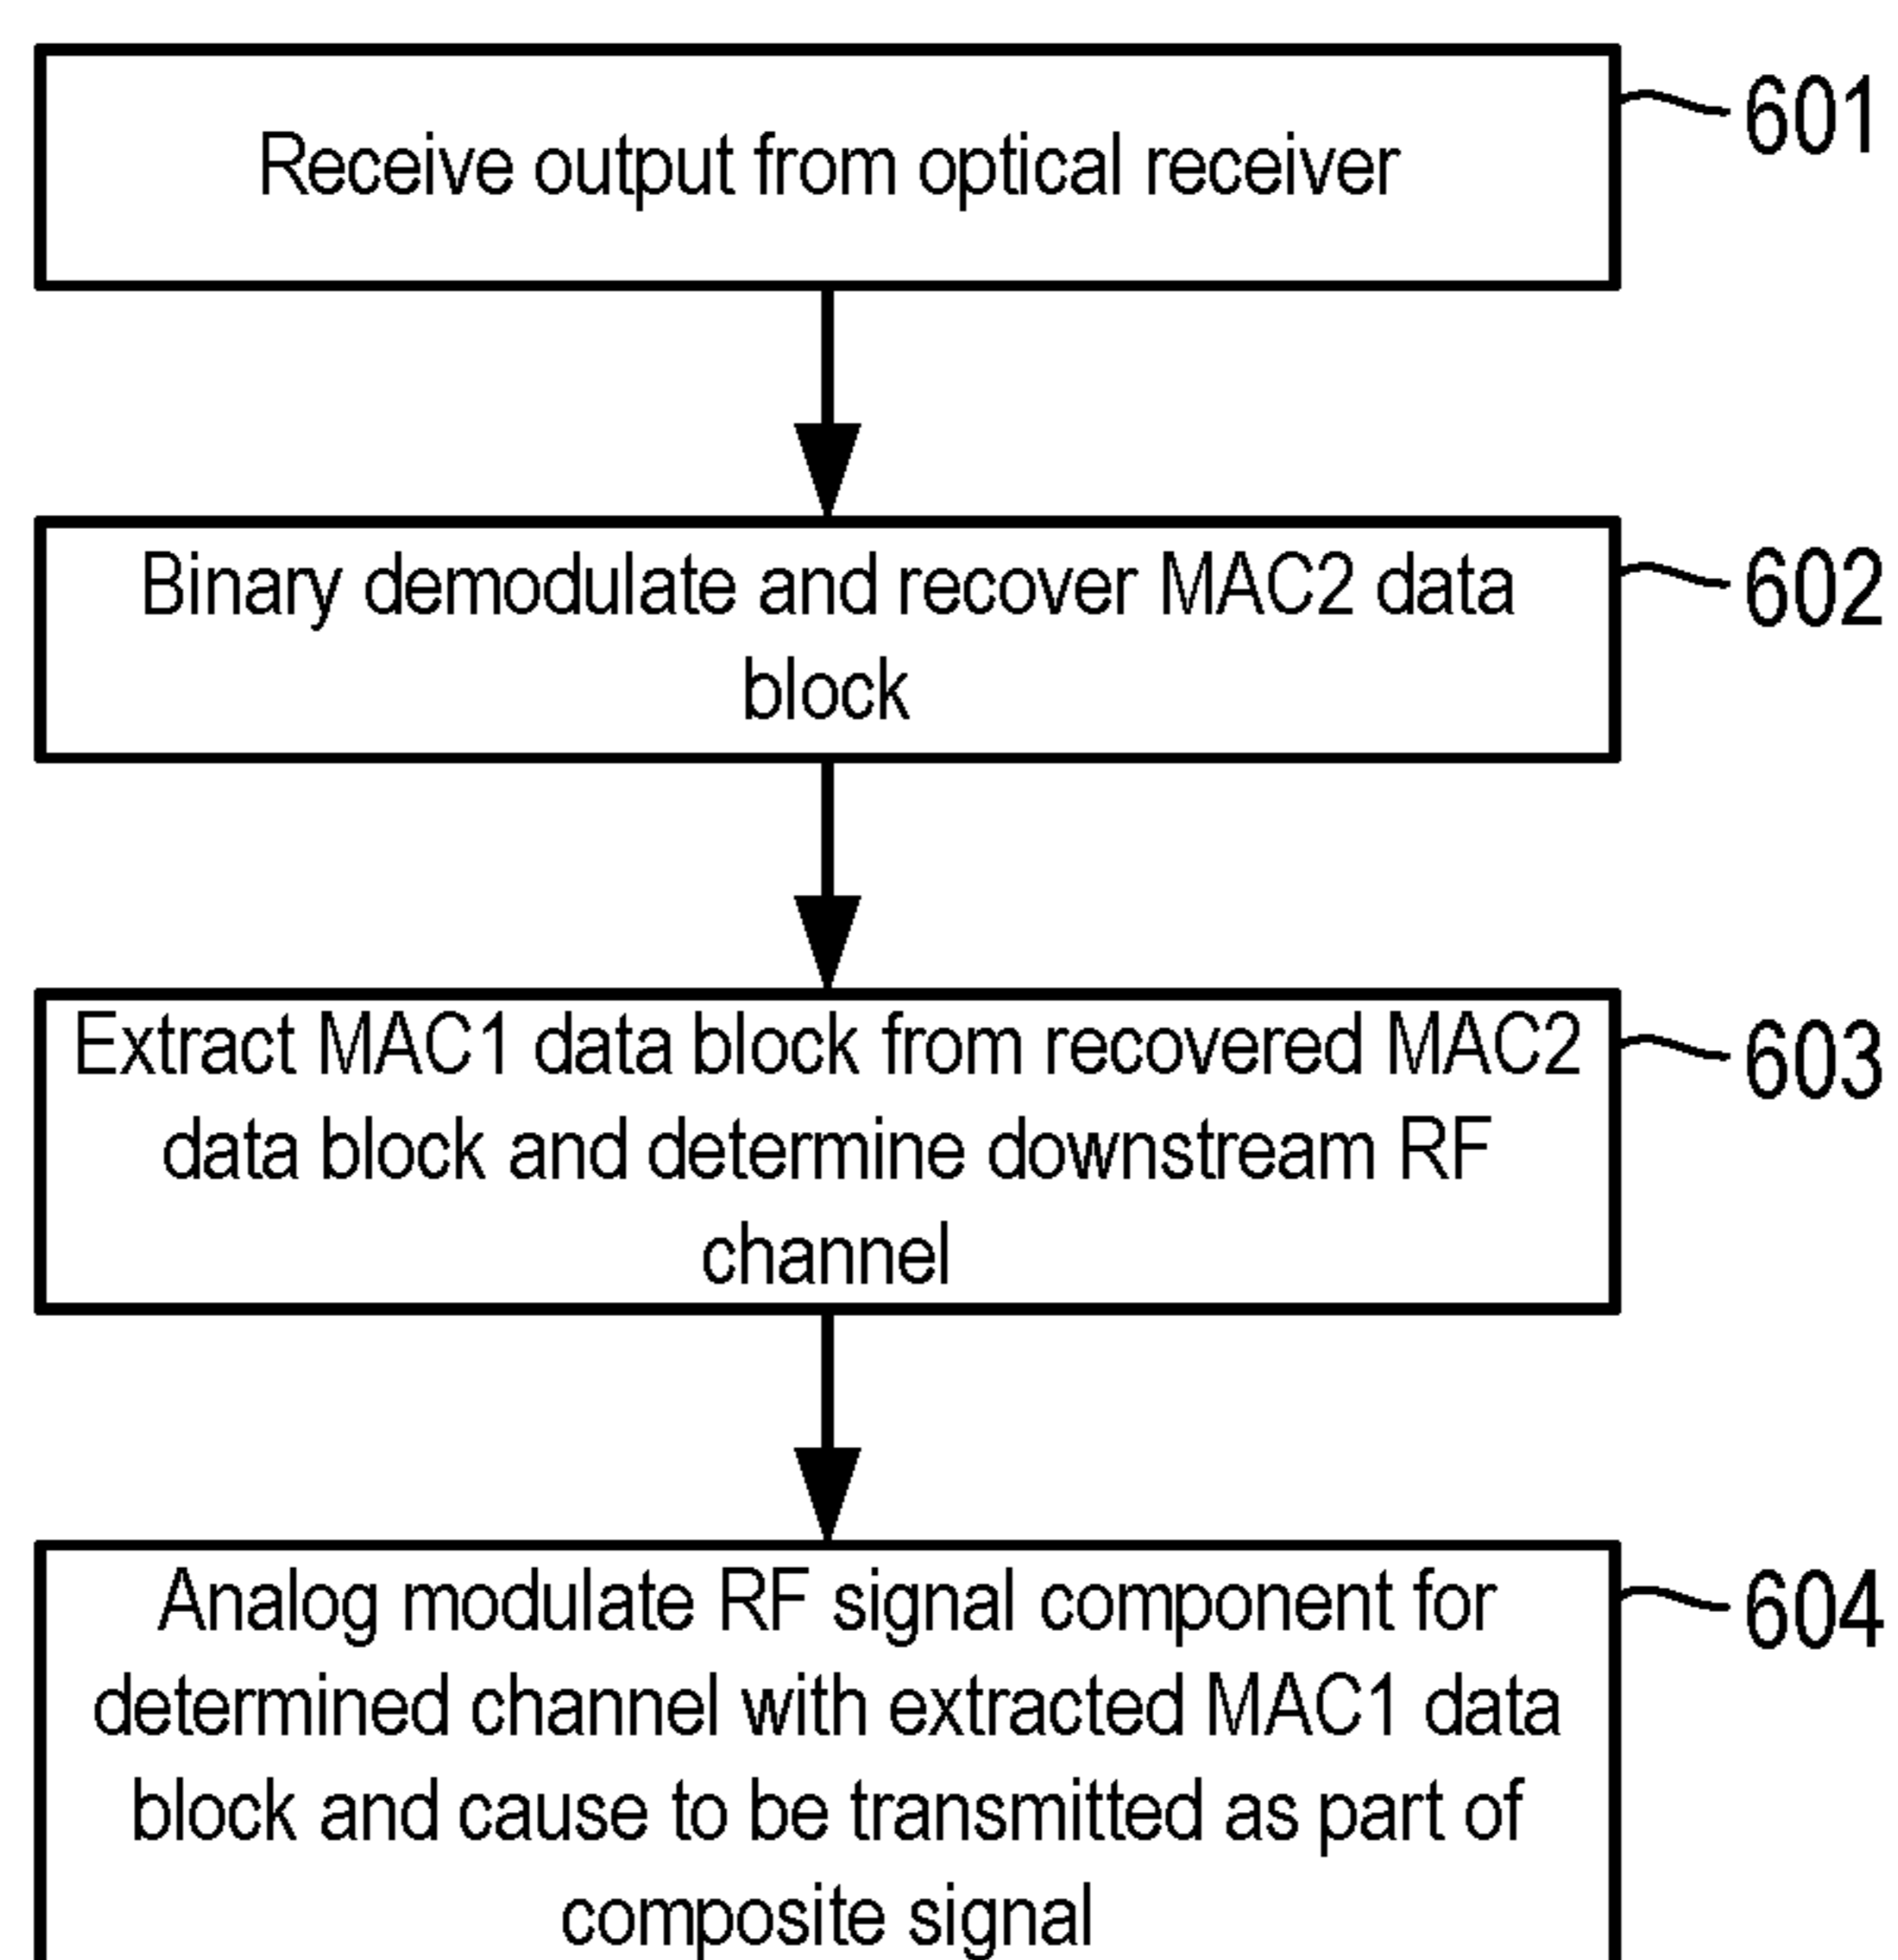 Receive output from optical receiver
601
Binary demodulate and recover MAC2 data
block
602
Extract MAC1 data block from recovered MAC2
data block and determine downstream RF
channel
603
Analog modulate RF signal component for
determined channel with extracted MAC1 data
block and cause to be transmitted as part of
composite signal
604